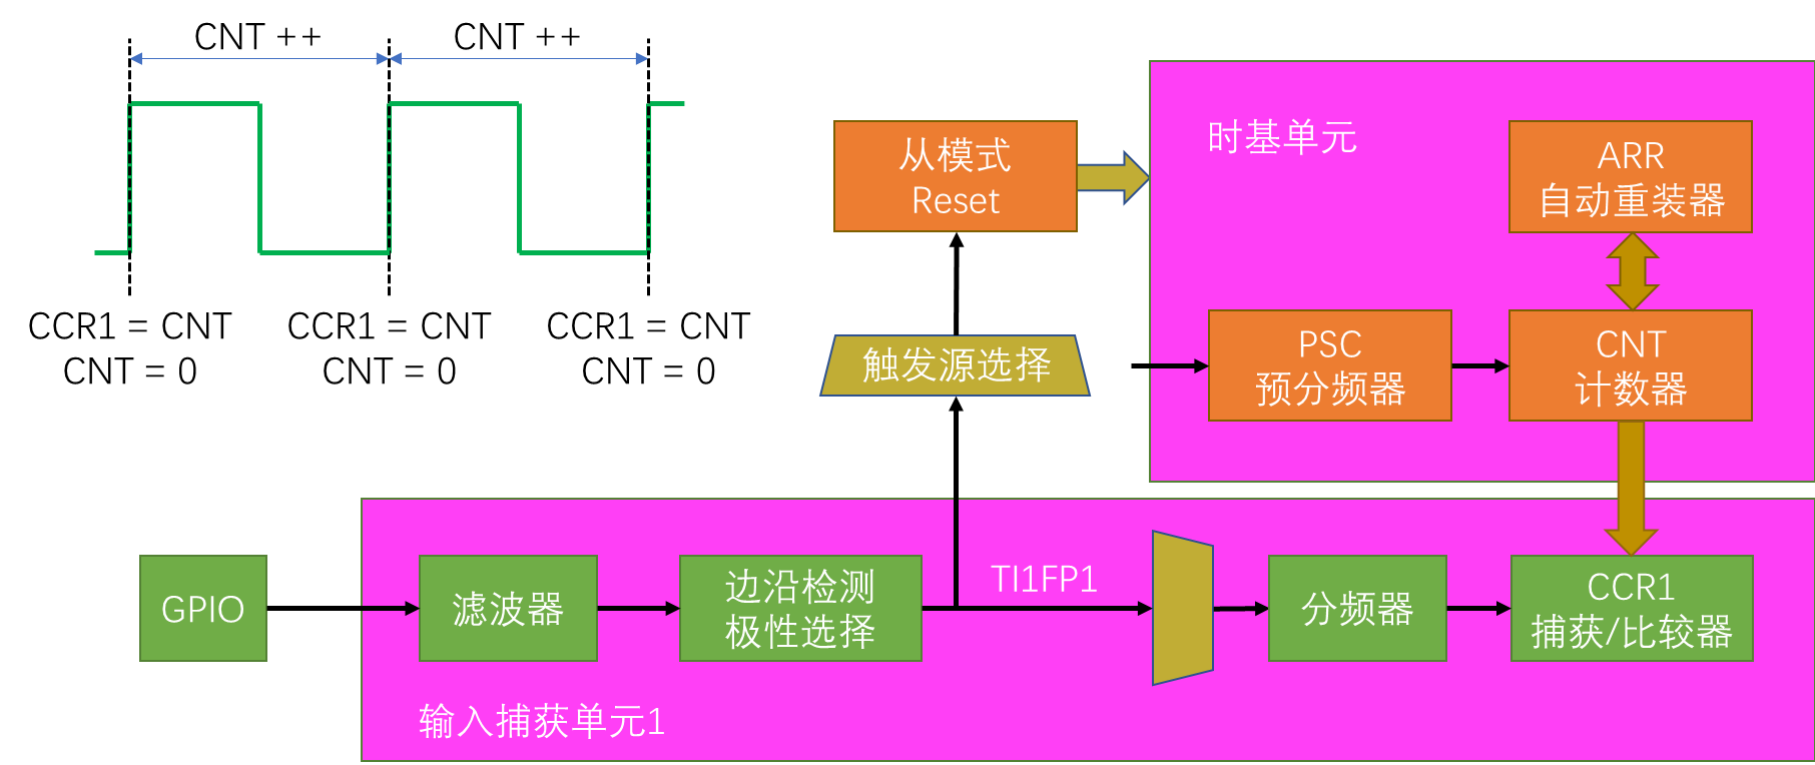 CNT ++
CNT ++
CCR1 = CNT
CNT = 0
CCR1 = CNT
CNT = 0
CCR1 = CNT
CNT = 0
从模式
Reset
时基单元
ARR
自动重装器
触发源选择
PSC
预分频器
CNT
计数器
GPIO
滤波器
边沿检测
极性选择
TI1FP1
分频器
CCR1
捕获/比较器
输入捕获单元1